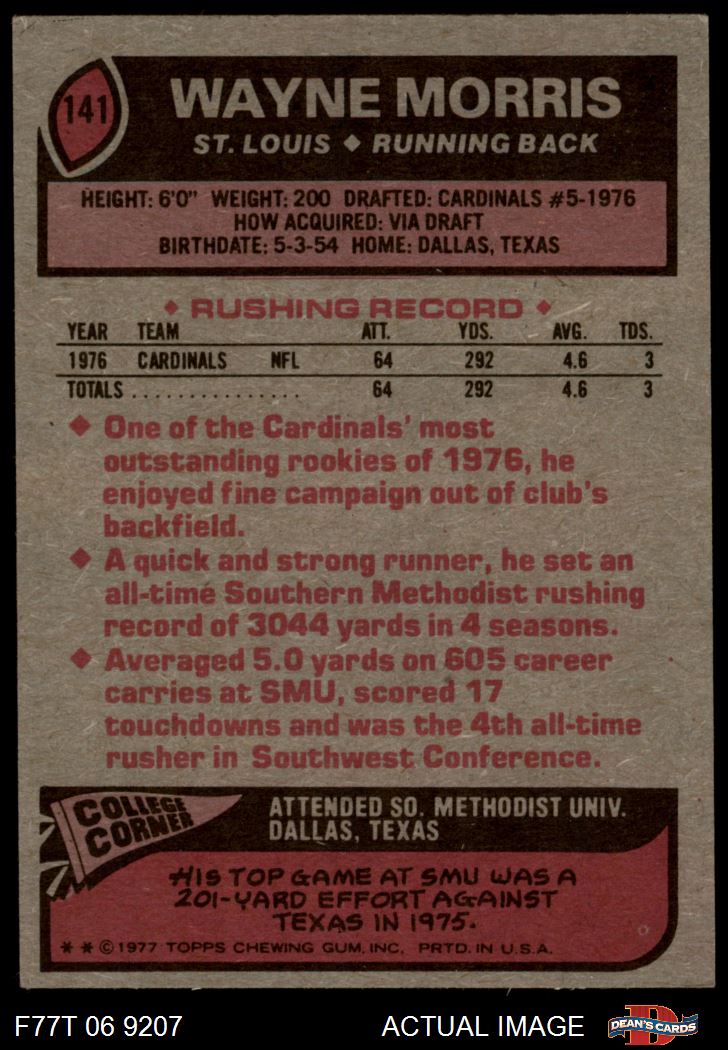 141
WAYNE MORRIS
ST. LOUIS ◆ RUNNING BACK
HEIGHT: 6'0" WEIGHT: 200 DRAFTED: CARDINALS #5-1976
HOW ACQUIRED: VIA DRAFT
BIRTHDATE: 5-3-54 HOME: DALLAS, TEXAS
◆ RUSHING RECORD ◆
YEAR TEAM ATT. YDS. AVG. TDS.
1976 CARDINALS NFL 64 292 4.6 3
TOTALS ............... 64 292 4.6 3
◆ One of the Cardinals' most
outstanding rookies of 1976, he
enjoyed fine campaign out of club's
backfield.
◆ A quick and strong runner, he set an
all-time Southern Methodist rushing
record of 3044 yards in 4 seasons.
◆ Averaged 5.0 yards on 605 career
carries at SMU, scored 17
touchdowns and was the 4th all-time
rusher in Southwest Conference.
COLLEGE
CORNER
ATTENDED SO. METHODIST UNIV.
DALLAS, TEXAS
HIS TOP GAME AT SMU WAS A
201-YARD EFFORT AGAINST
TEXAS IN 1975.
* * © 1977 TOPPS CHEWING GUM, INC. PRTD. IN U.S.A.
F77T 06 9207
ACTUAL IMAGE
D
DEAN'S CARDS